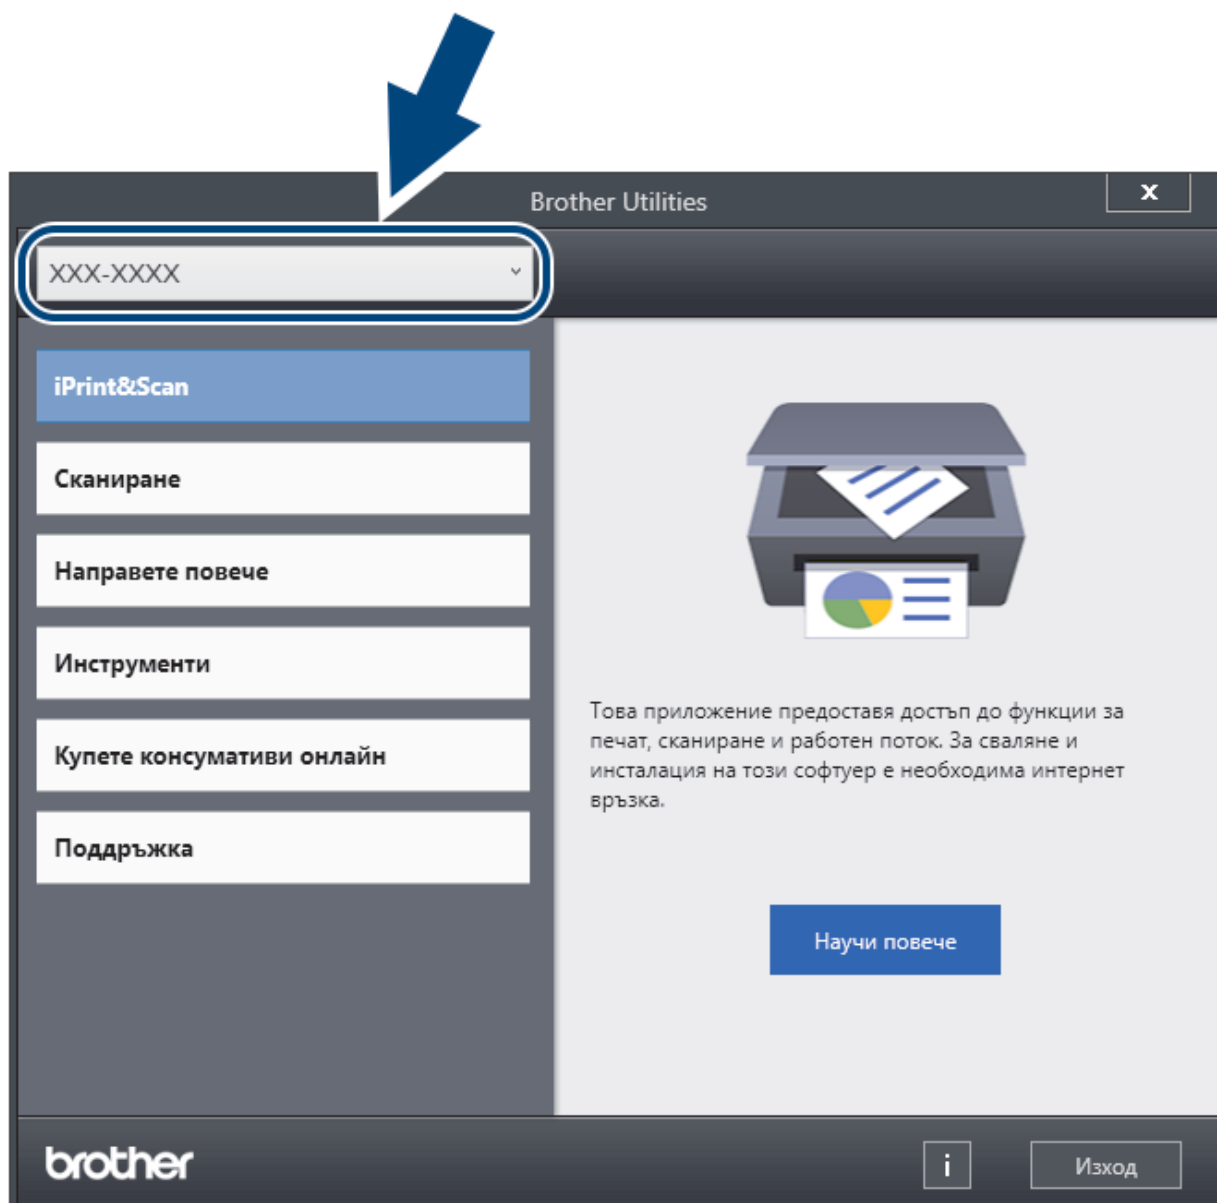 Brother Utilities
x
XXX-XXXX
iPrint&Scan
Сканиране
Направете повече
Инструменти
Купете консумативи онлайн
Поддръжка
Това приложение предоставя достъп до функции за
печат, сканиране и работен поток. За сваляне и
инсталация на този софтуер е необходима интернет
връзка.
Научи повече
brother
i
Изход